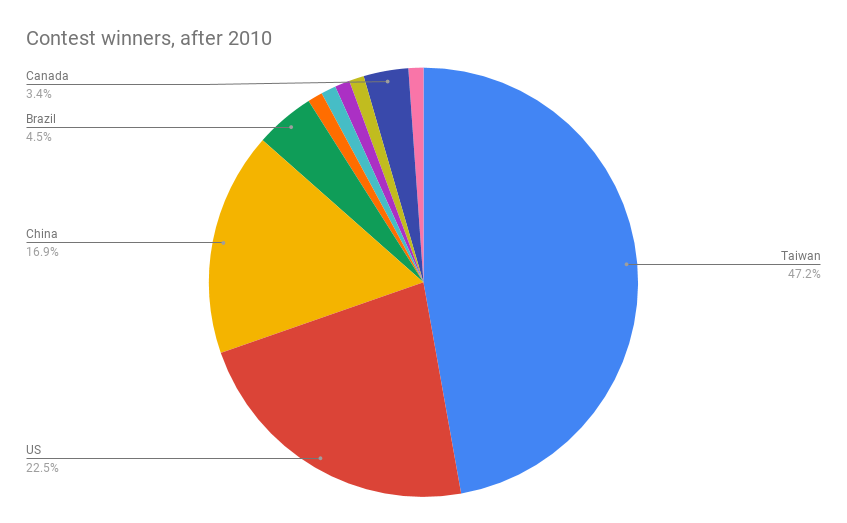 Contest winners, after 2010
Canada
3.4%
Brazil
4.5%
China
16.9%
Taiwan
47.2%
US
22.5%